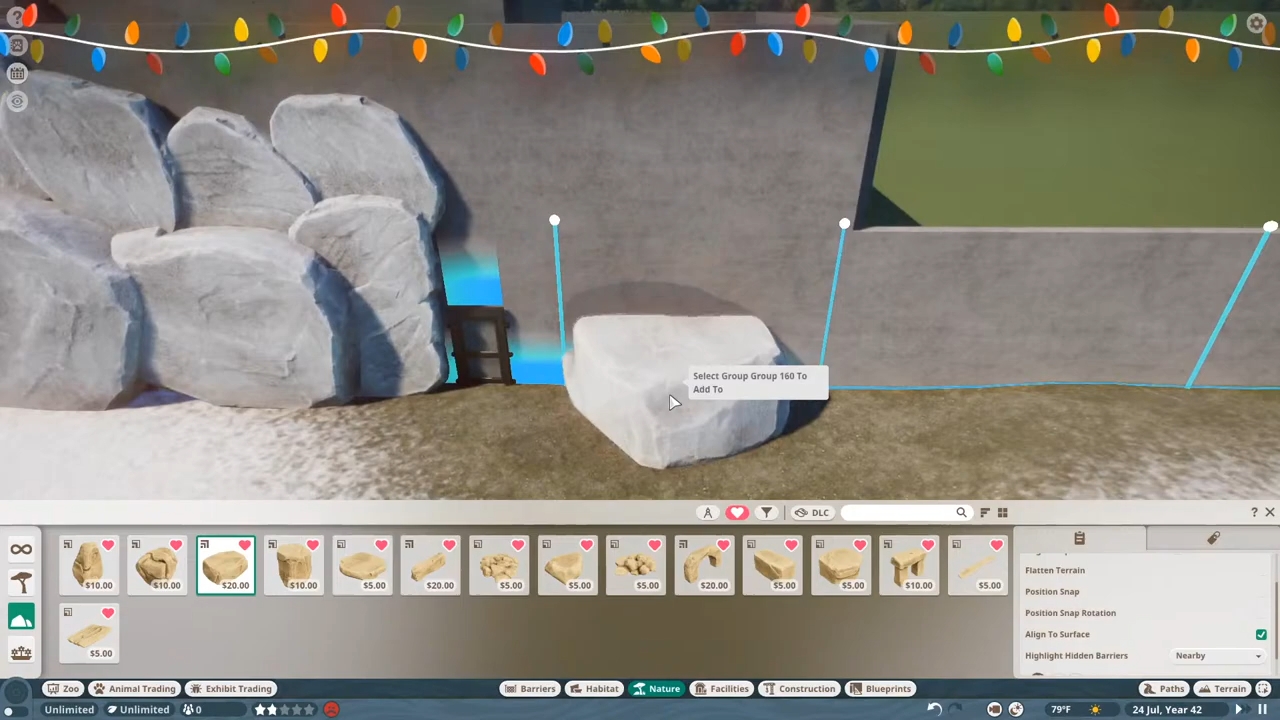 ?
Select Group Group 160 To
Add To
DLC
? ✕
$10.00
$10.00
$20.00
$10.00
$5.00
$20.00
$5.00
$5.00
$5.00
$20.00
$5.00
$5.00
$10.00
$5.00
$5.00
Flatten Terrain
Position Snap
Position Snap Rotation
Align To Surface
Highlight Hidden Barriers
Nearby
Zoo
Animal Trading
Exhibit Trading
Barriers
Habitat
Nature
Facilities
Construction
Blueprints
Paths
Terrain
Unlimited
Unlimited
0
79°F
24 Jul, Year 42